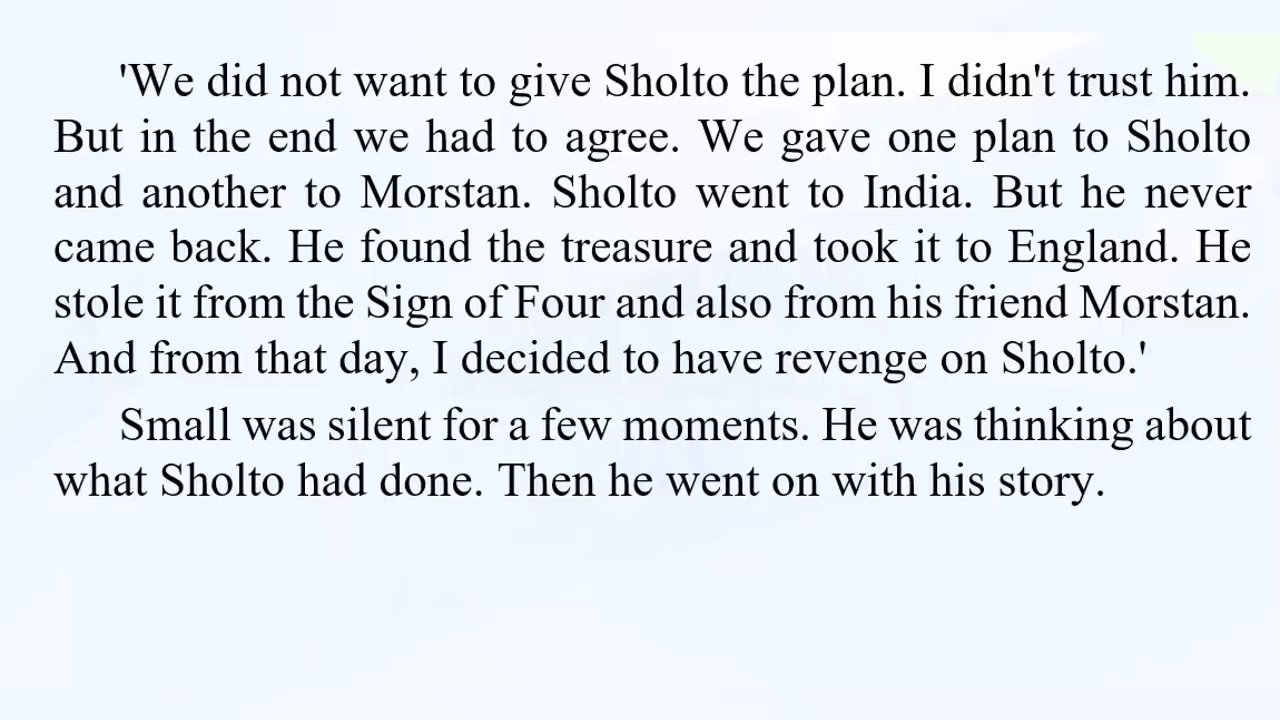 'We did not want to give Sholto the plan. I didn't trust him.
But in the end we had to agree. We gave one plan to Sholto
and another to Morstan. Sholto went to India. But he never
came back. He found the treasure and took it to England. He
stole it from the Sign of Four and also from his friend Morstan.
And from that day, I decided to have revenge on Sholto.'
Small was silent for a few moments. He was thinking about
what Sholto had done. Then he went on with his story.